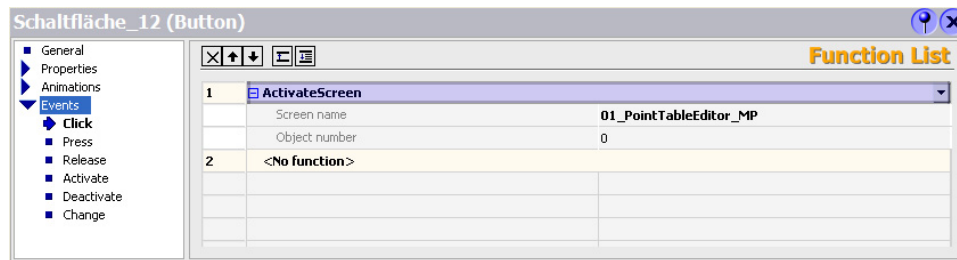 Schaltfläche_12 (Button)
General
Properties
Animations
Events
Click
Press
Release
Activate
Deactivate
Change
Function List
1 ActivateScreen
Screen name 01_PointTableEditor_MP
Object number 0
2 <No function>